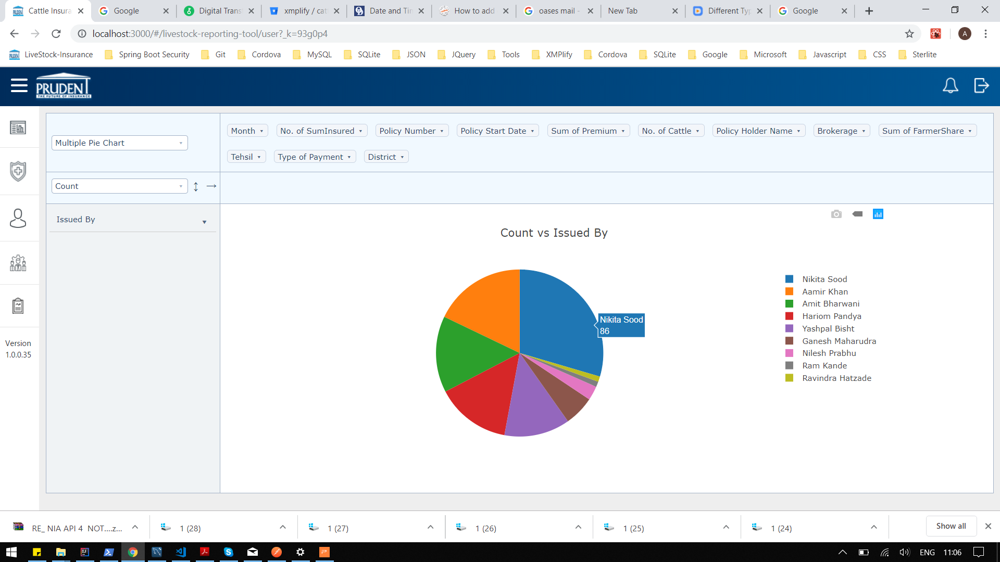 Cattle Insura
Google
Digital Trans
xmplify / cat
Date and Tin
How to add
oases mail -
New Tab
Different Typ
Google
localhost:3000/#/livestock-reporting-tool/user?_k=93g0p4
A
LiveStock-Insurance
Spring Boot Security
Git
Cordova
MySQL
SQLite
JSON
JQuery
Tools
XMPlify
Cordova
SQLite
Google
Microsoft
Javascript
CSS
Sterlite
PRUDENT
THE FUTURE OF INSURANCE
Multiple Pie Chart
Month
No. of SumInsured
Policy Number
Policy Start Date
Sum of Premium
No. of Cattle
Policy Holder Name
Brokerage
Sum of FarmerShare
Tehsil
Type of Payment
District
Count
Issued By
Count vs Issued By
Nikita Sood
86
Nikita Sood
Aamir Khan
Amit Bharwani
Hariom Pandya
Yashpal Bisht
Ganesh Maharudra
Nilesh Prabhu
Ram Kande
Ravindra Hatzade
Version
1.0.0.35
RE_ NIA API 4 NOT....z...
1 (28)
1 (27)
1 (26)
1 (25)
1 (24)
Show all
ENG
11:06